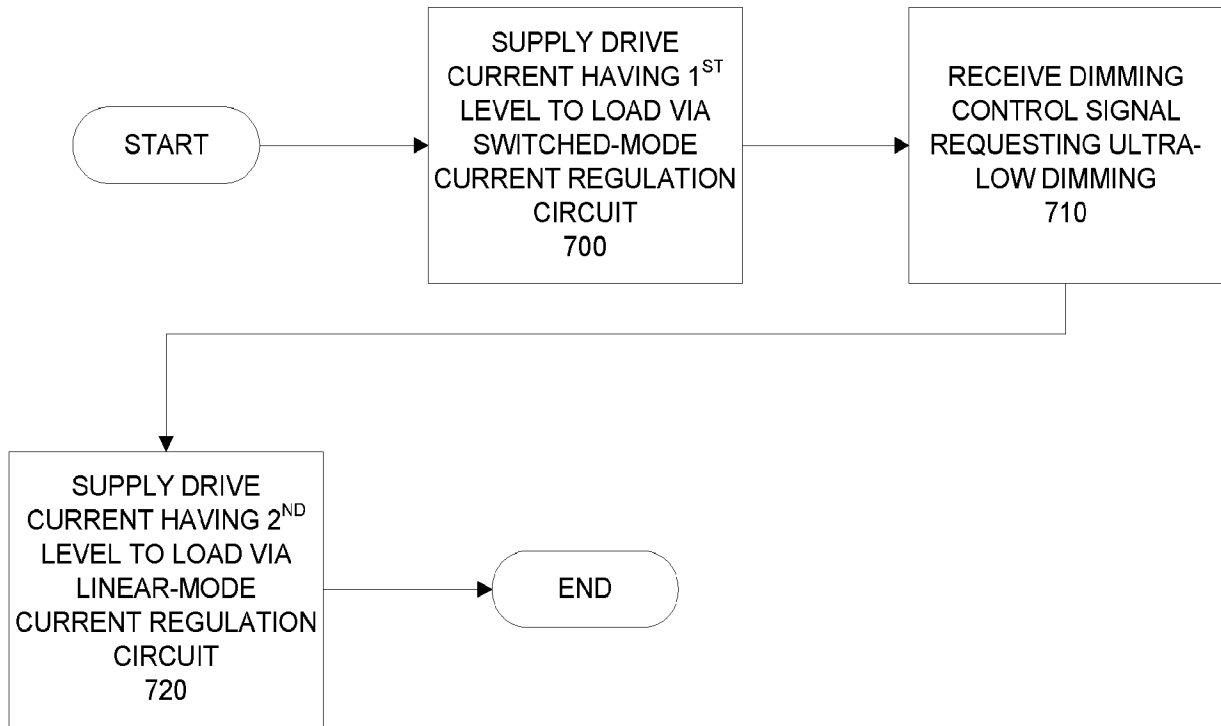 START
SUPPLY DRIVE
CURRENT HAVING 1ST
LEVEL TO LOAD VIA
SWITCHED-MODE
CURRENT REGULATION
CIRCUIT
700
RECEIVE DIMMING
CONTROL SIGNAL
REQUESTING ULTRA-
LOW DIMMING
710
SUPPLY DRIVE
CURRENT HAVING 2ND
LEVEL TO LOAD VIA
LINEAR-MODE
CURRENT REGULATION
CIRCUIT
720
END